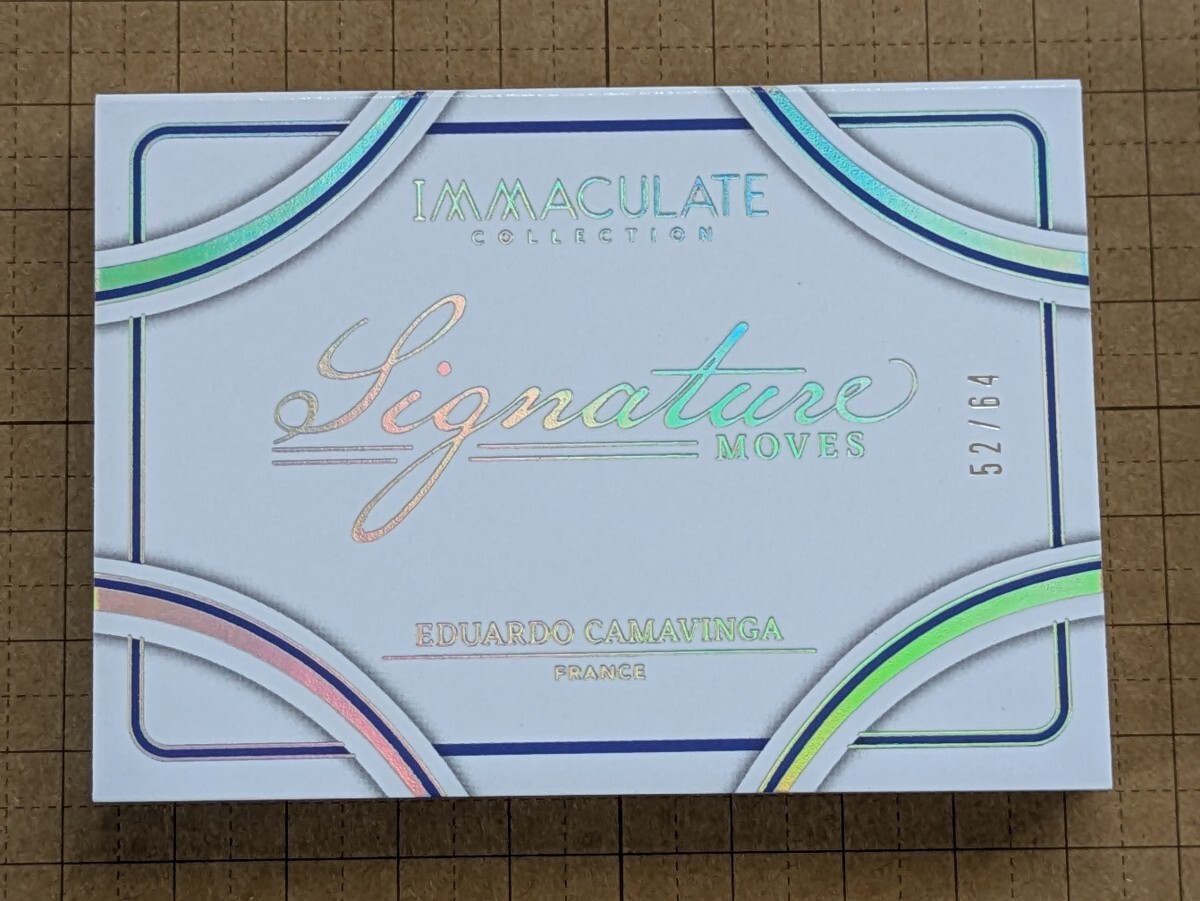 IMMACULATE
COLLECTION
Signature
MOVES
52/64
EDUARDO CAMAVINGA
FRANCE